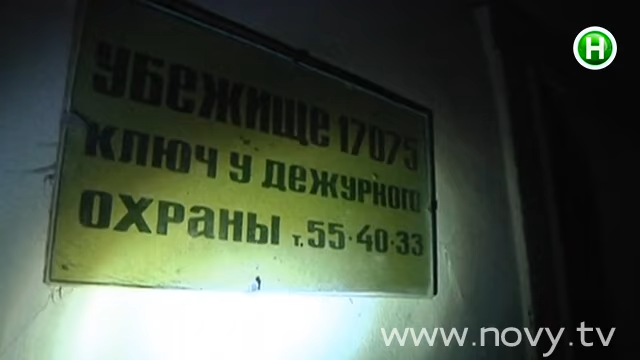 Н
УБЕЖИЩЕ 17075
КЛЮЧ У ДЕЖУРНОГО
ОХРАНЫ т. 55-40-33
www.novy.tv